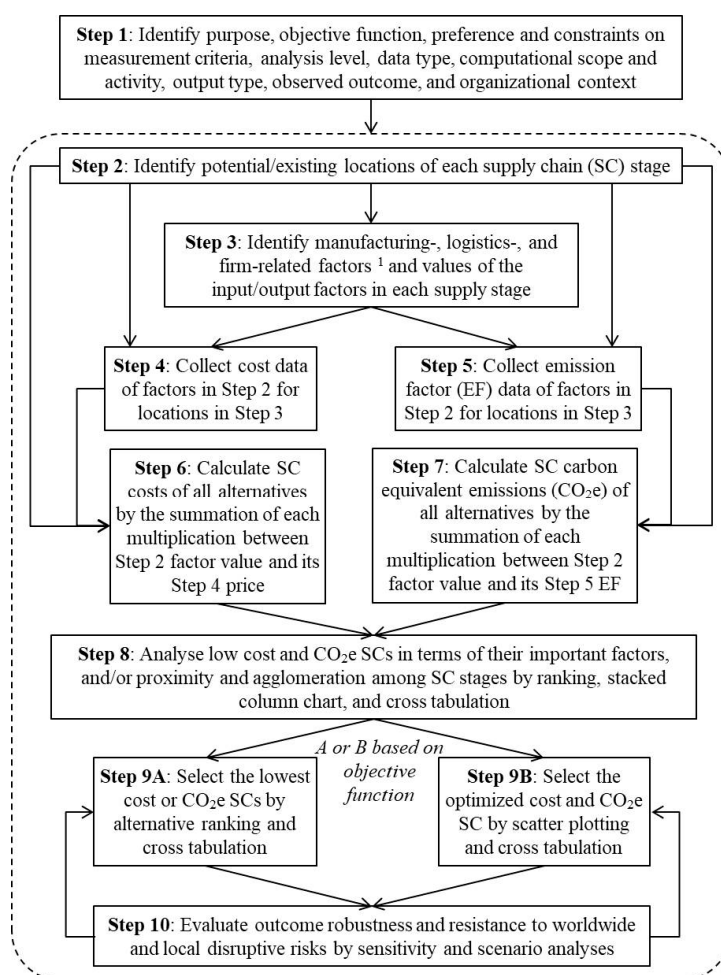 Step 1: Identify purpose, objective function, preference and constraints on
measurement criteria, analysis level, data type, computational scope and
activity, output type, observed outcome, and organizational context
Step 2: Identify potential/existing locations of each supply chain (SC) stage
Step 3: Identify manufacturing-, logistics-, and
firm-related factors ¹ and values of the
input/output factors in each supply stage
Step 4: Collect cost data
of factors in Step 2 for
locations in Step 3
Step 5: Collect emission
factor (EF) data of factors in
Step 2 for locations in Step 3
Step 6: Calculate SC
costs of all alternatives
by the summation of each
multiplication between
Step 2 factor value and its
Step 4 price
Step 7: Calculate SC carbon
equivalent emissions (CO₂e) of
all alternatives by the
summation of each
multiplication between Step 2
factor value and its Step 5 EF
Step 8: Analyse low cost and CO₂e SCs in terms of their important factors,
and/or proximity and agglomeration among SC stages by ranking, stacked
column chart, and cross tabulation
A or B based on
objective
function
Step 9A: Select the lowest
cost or CO₂e SCs by
alternative ranking and
cross tabulation
Step 9B: Select the
optimized cost and CO₂e
SC by scatter plotting
and cross tabulation
Step 10: Evaluate outcome robustness and resistance to worldwide
and local disruptive risks by sensitivity and scenario analyses